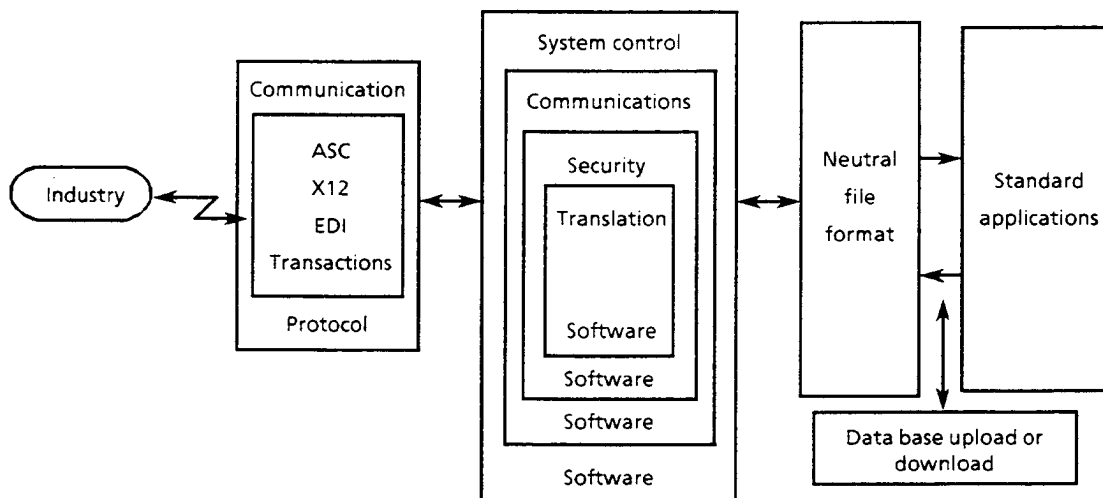 Industry
Communication
ASC
X12
EDI
Transactions
Protocol
System control
Communications
Security
Translation
Software
Software
Software
Software
Neutral
file
format
Standard
applications
Data base upload or
download